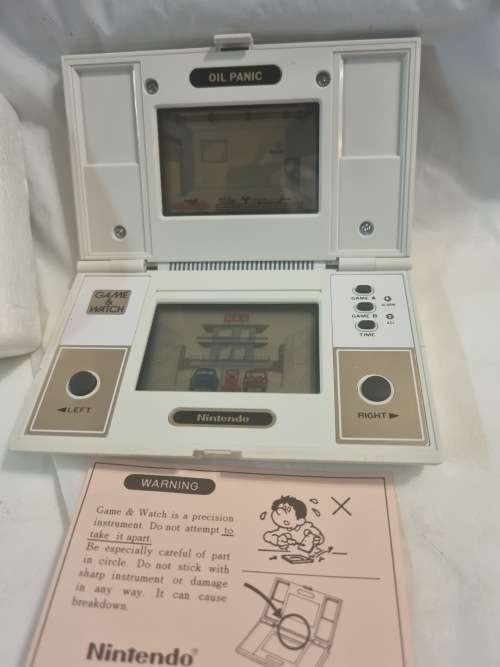 OIL PANIC
GAME
&
WATCH
GAME A
ALARM
GAME B
ACL
TIME
◄LEFT
RIGHT►
Nintendo
WARNING
Game & Watch is a precision
instrument. Do not attempt to
take it apart.
Be especially careful of part
in circle. Do not stick with
sharp instrument or damage
in any way. It can cause
breakdown.
Nintendo®